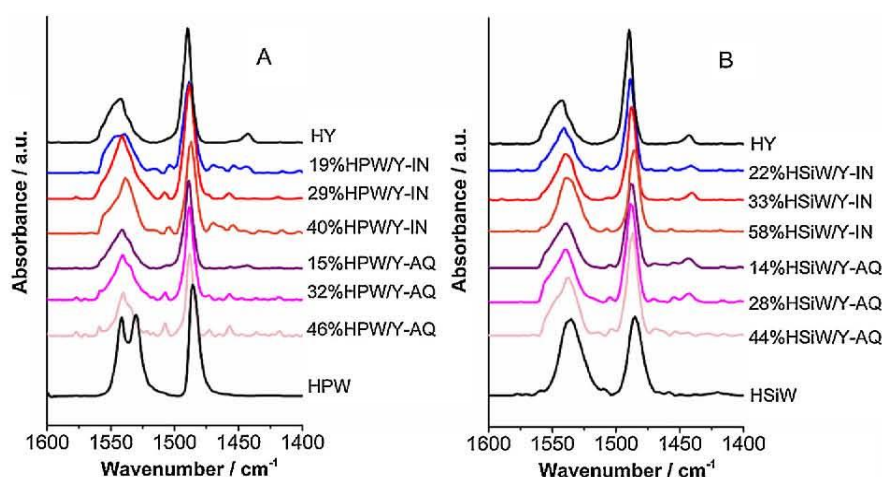 A
Absorbance / a.u.
HY
19%HPW/Y-IN
29%HPW/Y-IN
40%HPW/Y-IN
15%HPW/Y-AQ
32%HPW/Y-AQ
46%HPW/Y-AQ
HPW
1600 1550 1500 1450 1400
Wavenumber / cm⁻¹
B
Absorbance / a.u.
HY
22%HSiW/Y-IN
33%HSiW/Y-IN
58%HSiW/Y-IN
14%HSiW/Y-AQ
28%HSiW/Y-AQ
44%HSiW/Y-AQ
HSiW
1600 1550 1500 1450 1400
Wavenumber / cm⁻¹